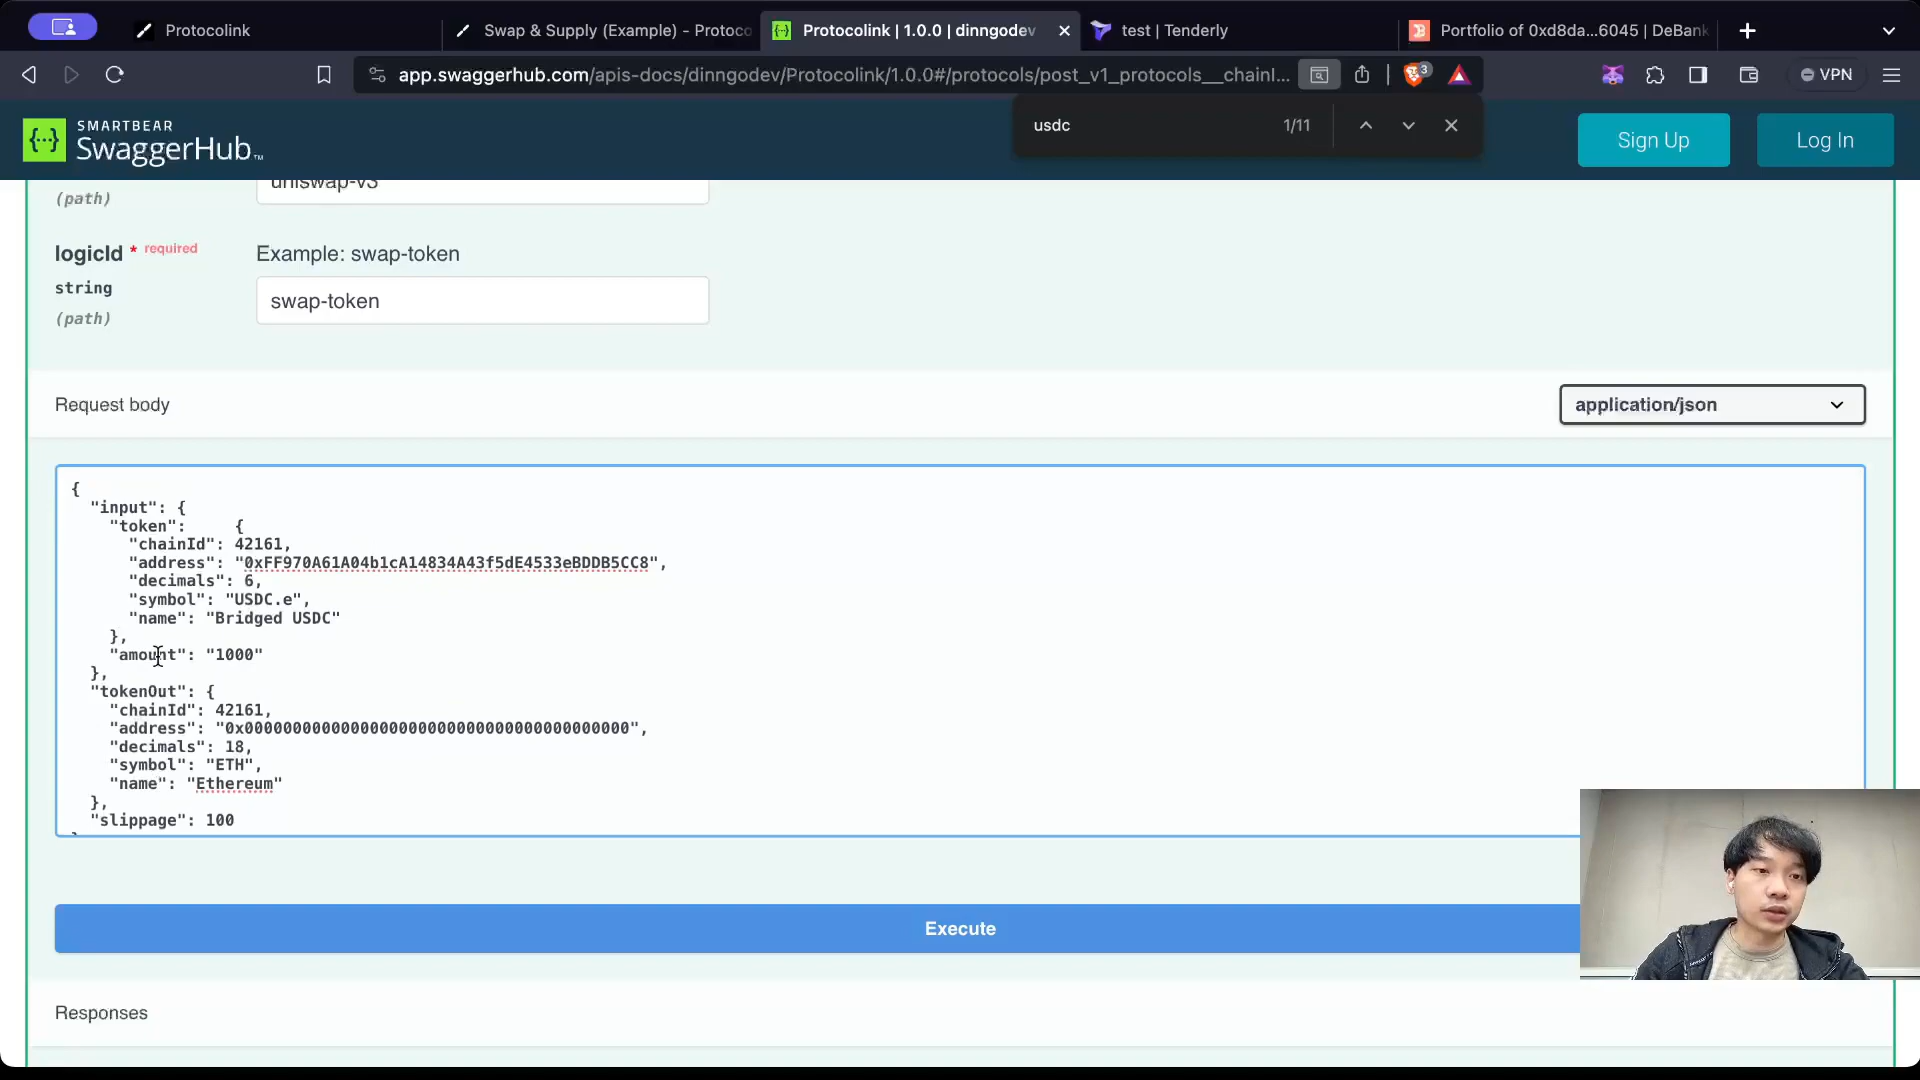 Protocolink
Swap & Supply (Example) - Protoco
Protocolink | 1.0.0 | dinngodev
test | Tenderly
Portfolio of 0xd8da...6045 | DeBank
app.swaggerhub.com/apis-docs/dinngodev/Protocolink/1.0.0#/protocols/post_v1_protocols__chainI...
3
VPN
usdc
1/11
SMARTBEAR
SwaggerHub™
Sign Up
Log In
(path)
uniswap-v3
logicId * required
Example: swap-token
string
swap-token
(path)
Request body
application/json
{
"input": {
"token": {
"chainId": 42161,
"address": "0xFF970A61A04b1cA14834A43f5dE4533eBDDB5CC8",
"decimals": 6,
"symbol": "USDC.e",
"name": "Bridged USDC"
},
"amount": "1000"
},
"tokenOut": {
"chainId": 42161,
"address": "0x0000000000000000000000000000000000000000",
"decimals": 18,
"symbol": "ETH",
"name": "Ethereum"
},
"slippage": 100
Execute
Responses